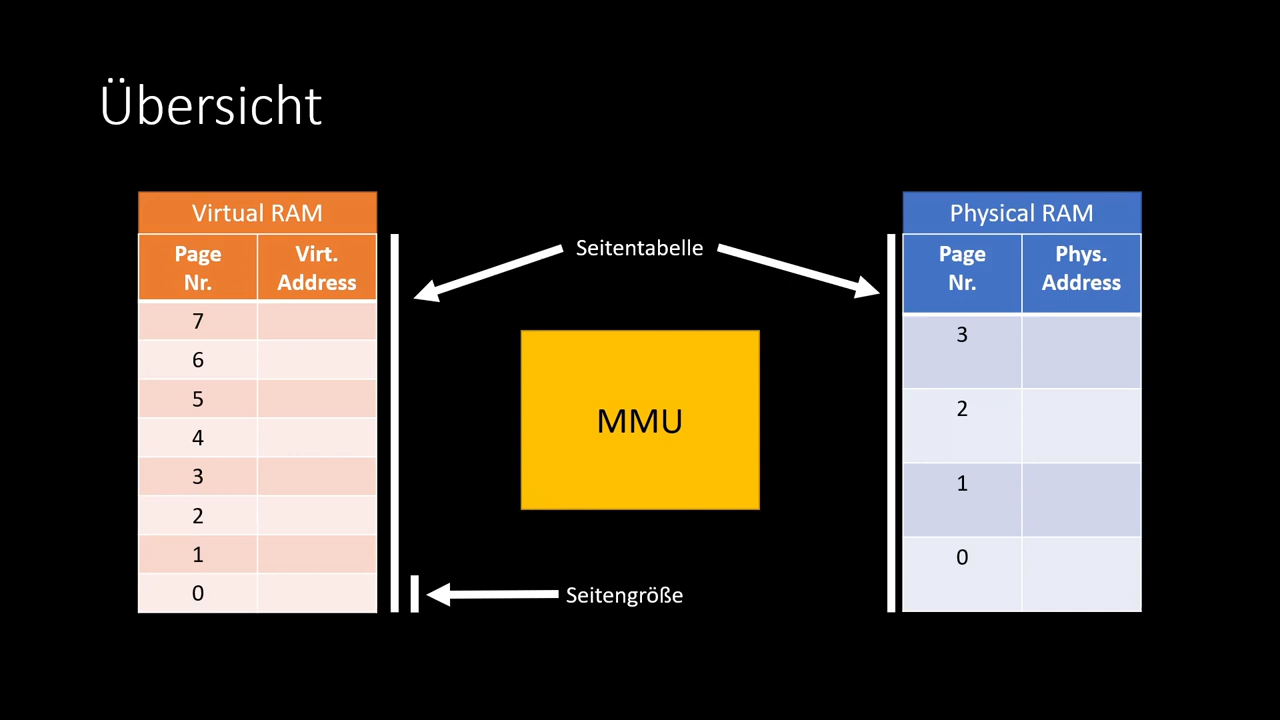 Übersicht
Virtual RAM
Page Nr.
Virt. Address
7
6
5
4
3
2
1
0
Seitentabelle
MMU
Seitengröße
Physical RAM
Page Nr.
Phys. Address
3
2
1
0